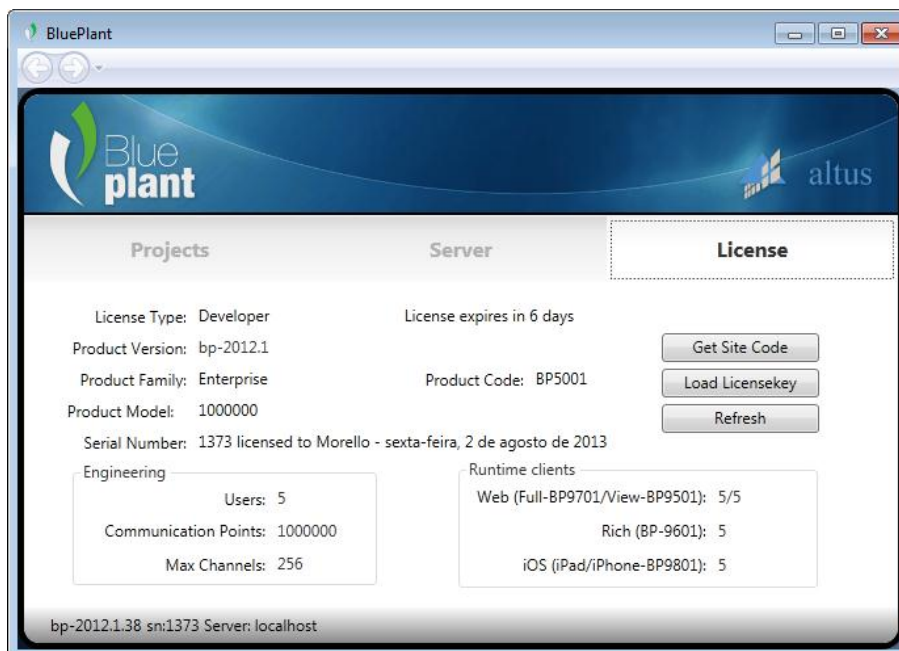 BluePlant
Blue
plant
altus
Projects Server License
License Type: Developer License expires in 6 days
Get Site Code
Product Version: bp-2012.1
Product Family: Enterprise Product Code: BP5001
Load Licensekey
Product Model: 1000000
Refresh
Serial Number: 1373 licensed to Morello - sexta-feira, 2 de agosto de 2013
Engineering
Users: 5
Communication Points: 1000000
Max Channels: 256
Runtime clients
Web (Full-BP9701/View-BP9501): 5/5
Rich (BP-9601): 5
iOS (iPad/iPhone-BP9801): 5
bp-2012.1.38 sn:1373 Server: localhost